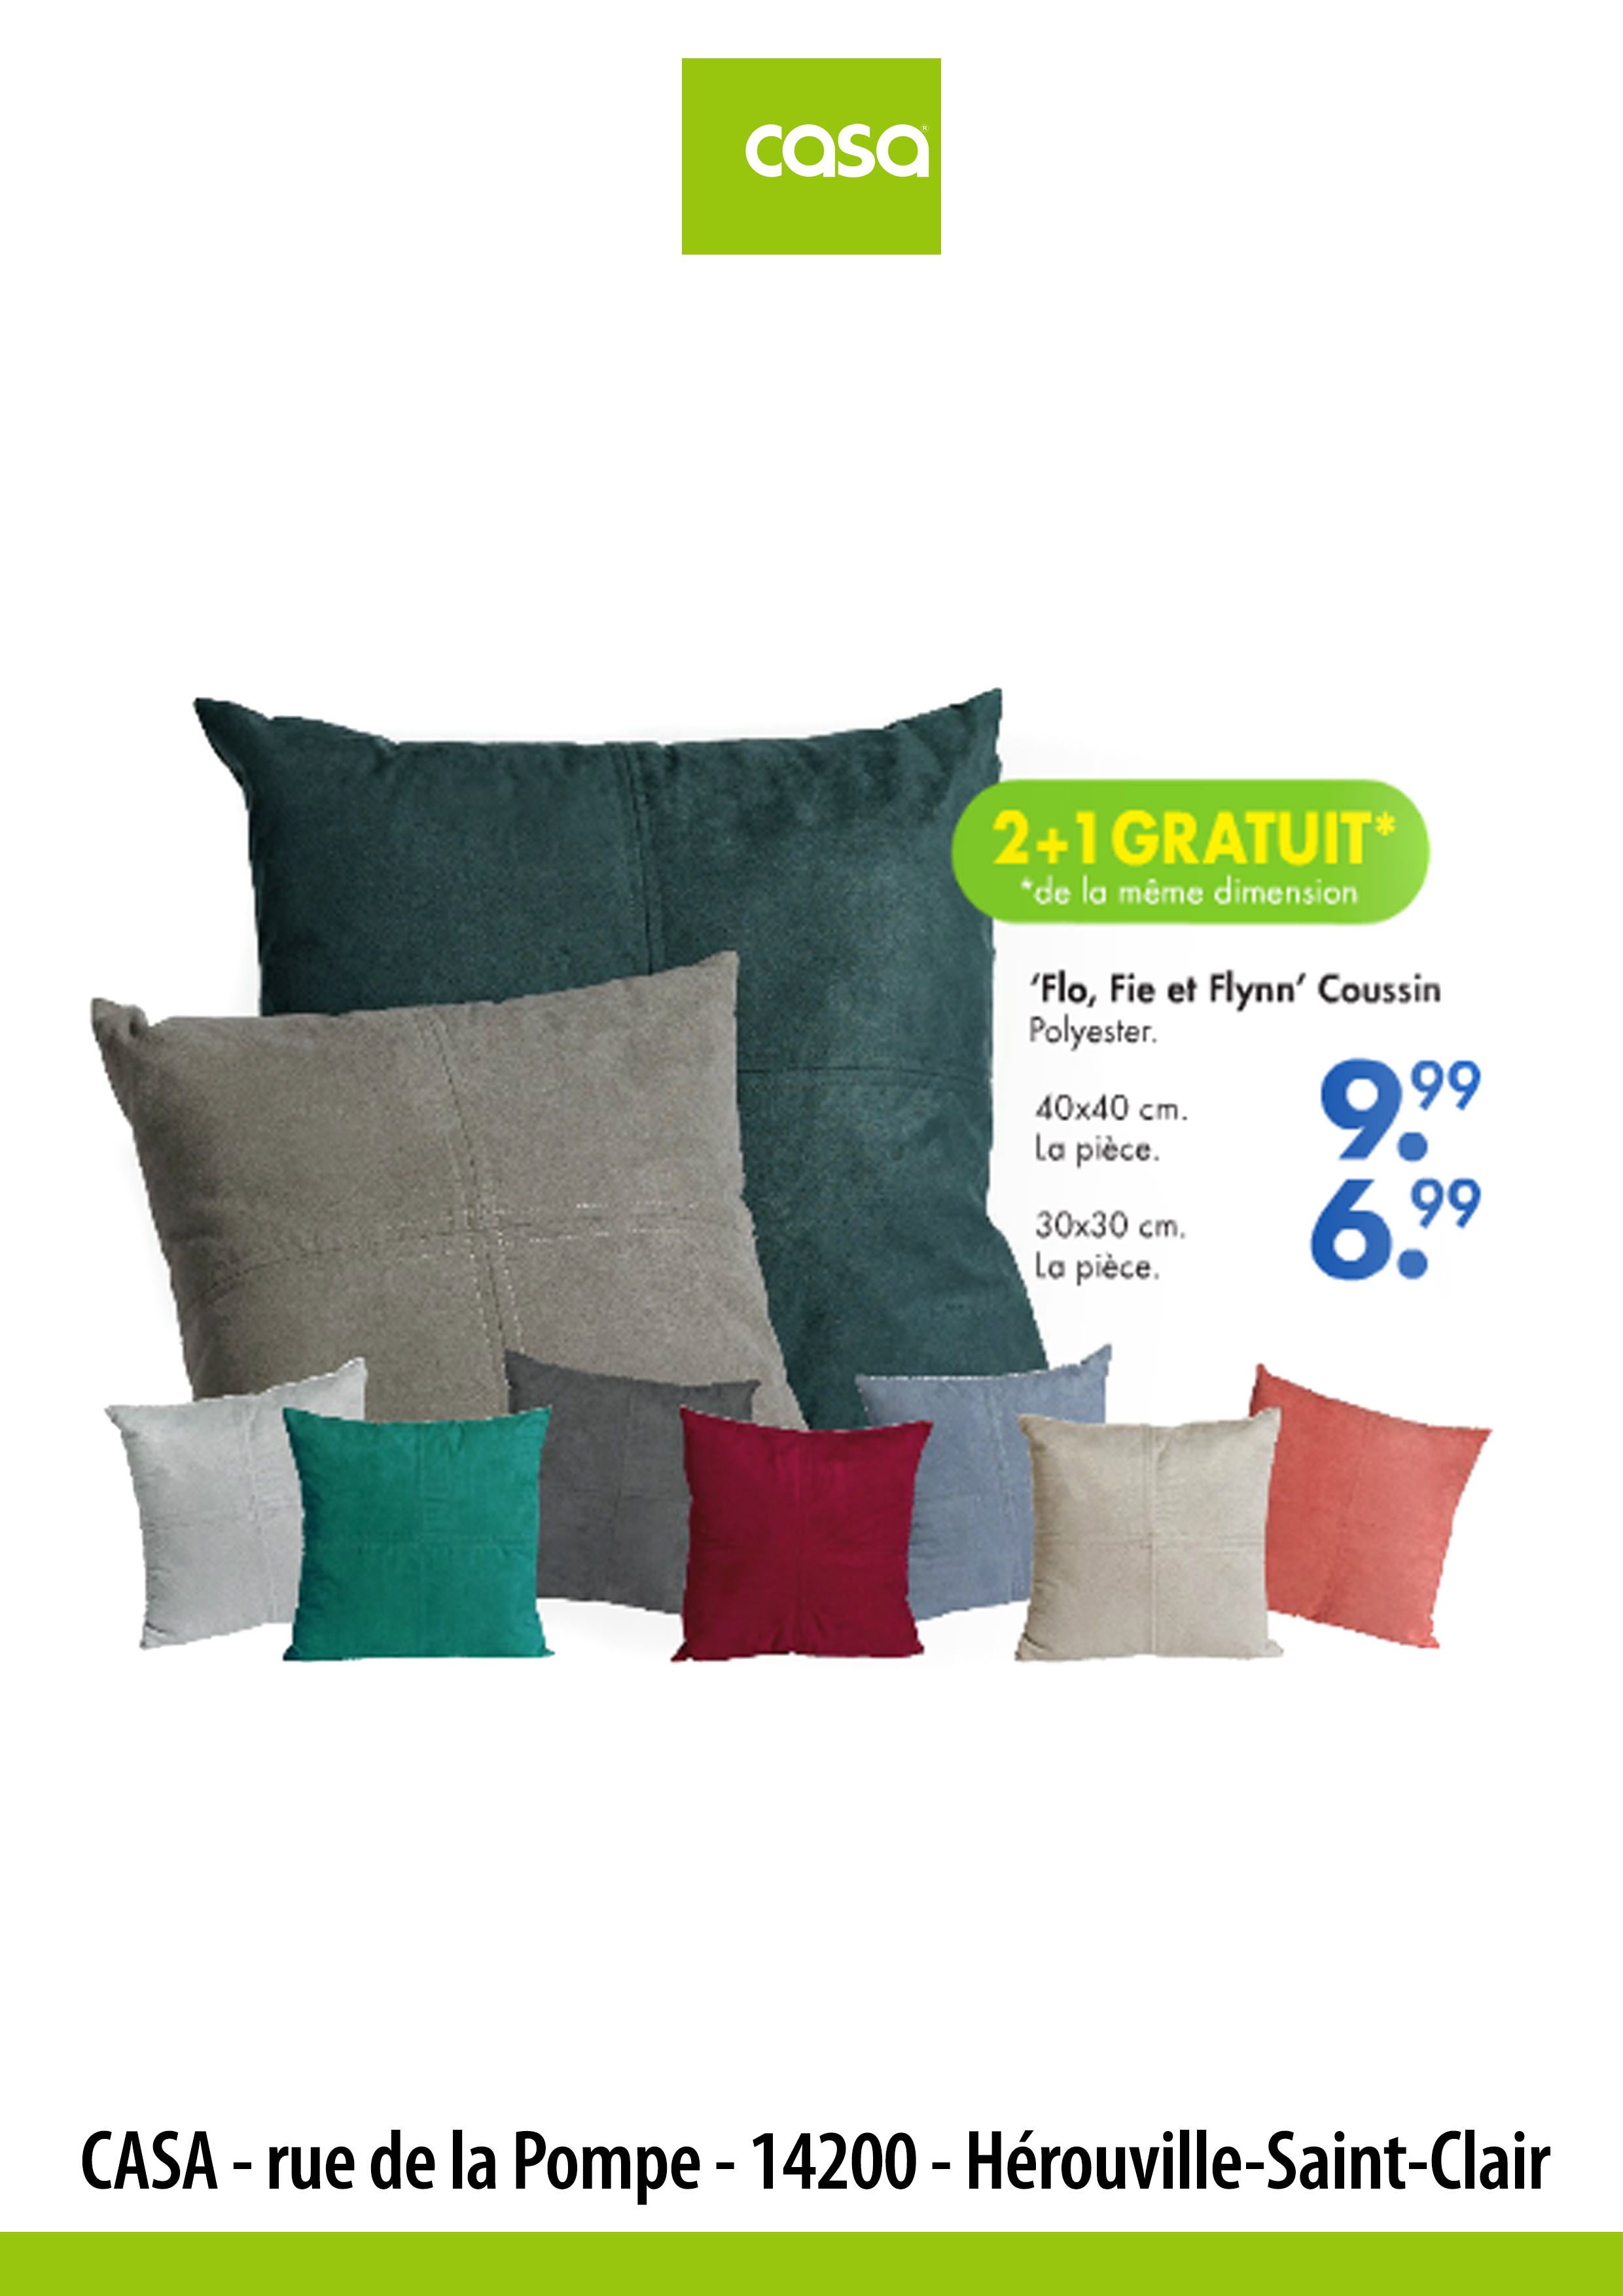 casa
2+1 GRATUIT*
*de la même dimension
‘Flo, Fie et Flynn’ Coussin
Polyester.
40x40 cm.
La pièce.
9.99
30x30 cm.
La pièce.
6.99
CASA - rue de la Pompe - 14200 - Hérouville-Saint-Clair